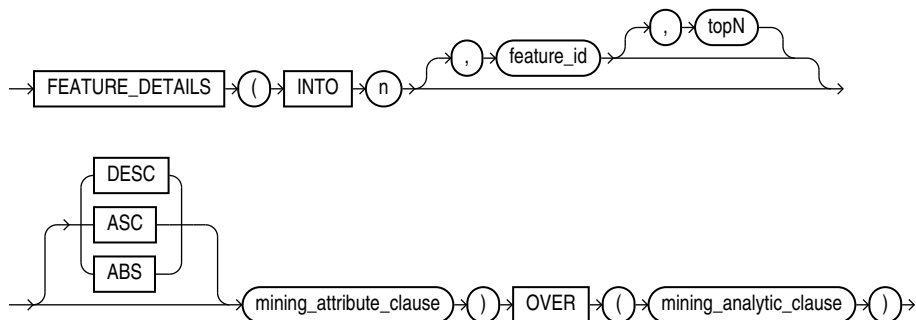 , topN
, feature_id
FEATURE_DETAILS ( INTO n
DESC
ASC
ABS
mining_attribute_clause ) OVER ( mining_analytic_clause )